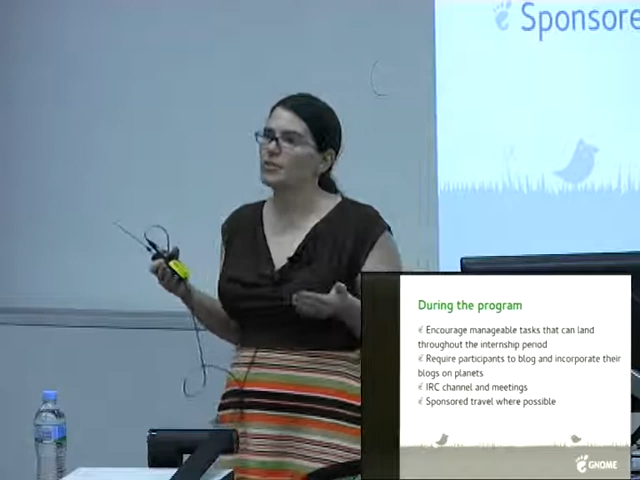 Sponsore
During the program
Encourage manageable tasks that can land
throughout the internship period
Require participants to blog and incorporate their
blogs on planets
IRC channel and meetings
Sponsored travel where possible
GNOME